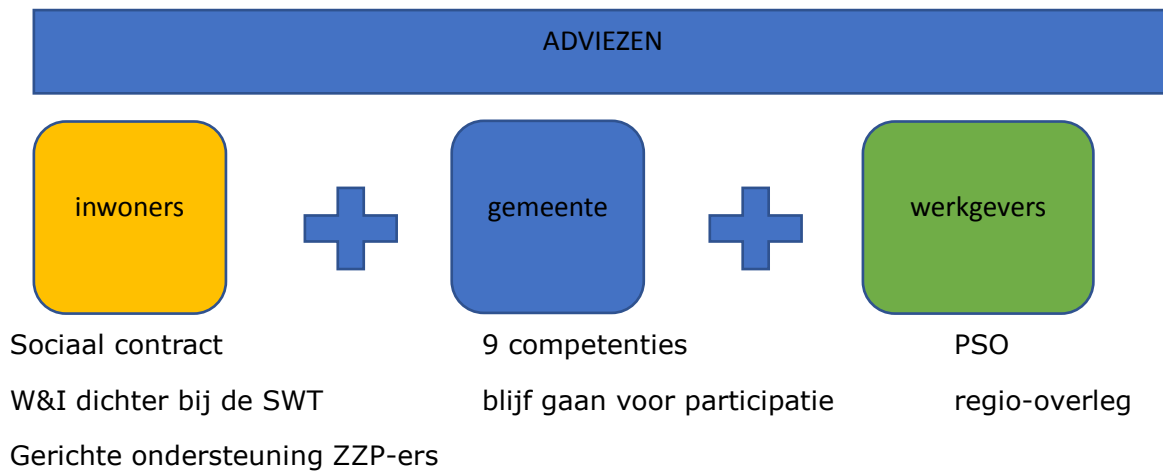 ADVIEZEN
inwoners
gemeente
werkgevers
Sociaal contract
9 competenties
PSO
W&I dichter bij de SWT
blijf gaan voor participatie
regio-overleg
Gerichte ondersteuning ZZP-ers